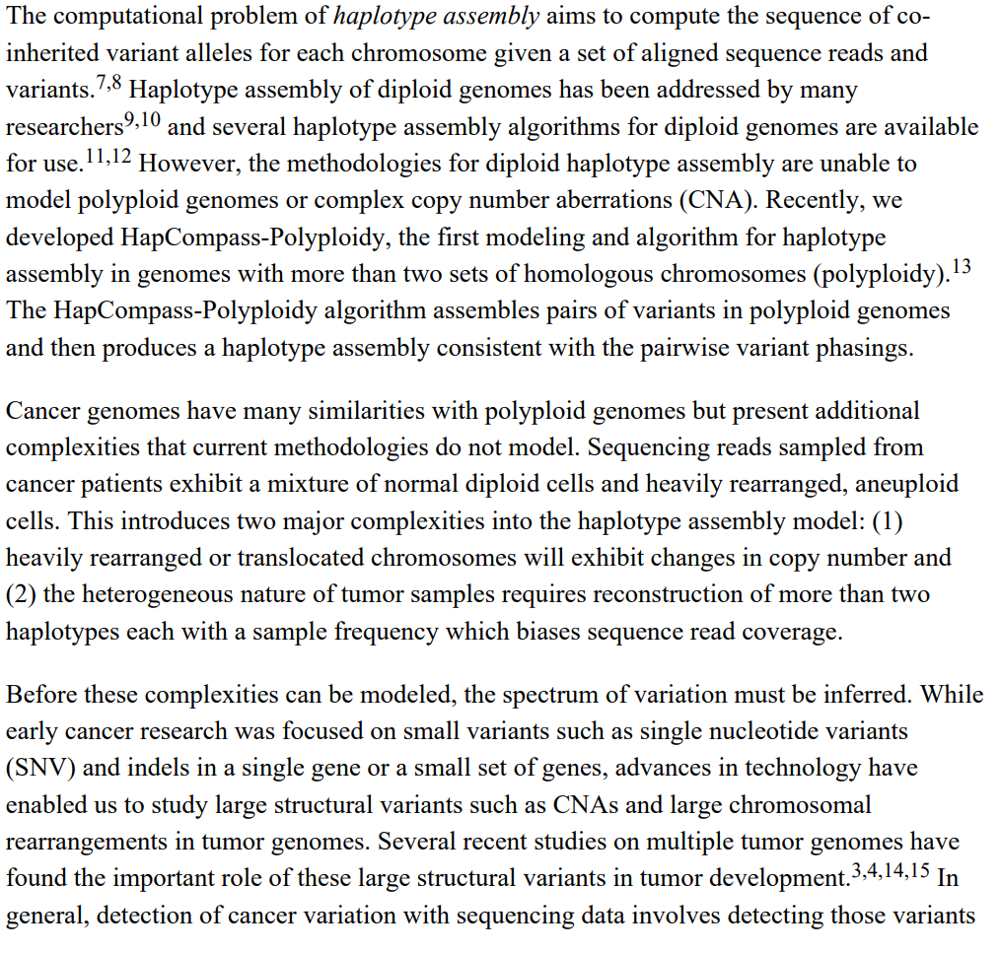 The computational problem of haplotype assembly aims to compute the sequence of co-
inherited variant alleles for each chromosome given a set of aligned sequence reads and
variants.7,8 Haplotype assembly of diploid genomes has been addressed by many
researchers9,10 and several haplotype assembly algorithms for diploid genomes are available
for use.11,12 However, the methodologies for diploid haplotype assembly are unable to
model polyploid genomes or complex copy number aberrations (CNA). Recently, we
developed HapCompass-Polyploidy, the first modeling and algorithm for haplotype
assembly in genomes with more than two sets of homologous chromosomes (polyploidy).13
The HapCompass-Polyploidy algorithm assembles pairs of variants in polyploid genomes
and then produces a haplotype assembly consistent with the pairwise variant phasings.
Cancer genomes have many similarities with polyploid genomes but present additional
complexities that current methodologies do not model. Sequencing reads sampled from
cancer patients exhibit a mixture of normal diploid cells and heavily rearranged, aneuploid
cells. This introduces two major complexities into the haplotype assembly model: (1)
heavily rearranged or translocated chromosomes will exhibit changes in copy number and
(2) the heterogeneous nature of tumor samples requires reconstruction of more than two
haplotypes each with a sample frequency which biases sequence read coverage.
Before these complexities can be modeled, the spectrum of variation must be inferred. While
early cancer research was focused on small variants such as single nucleotide variants
(SNV) and indels in a single gene or a small set of genes, advances in technology have
enabled us to study large structural variants such as CNAs and large chromosomal
rearrangements in tumor genomes. Several recent studies on multiple tumor genomes have
found the important role of these large structural variants in tumor development.3,4,14,15 In
general, detection of cancer variation with sequencing data involves detecting those variants